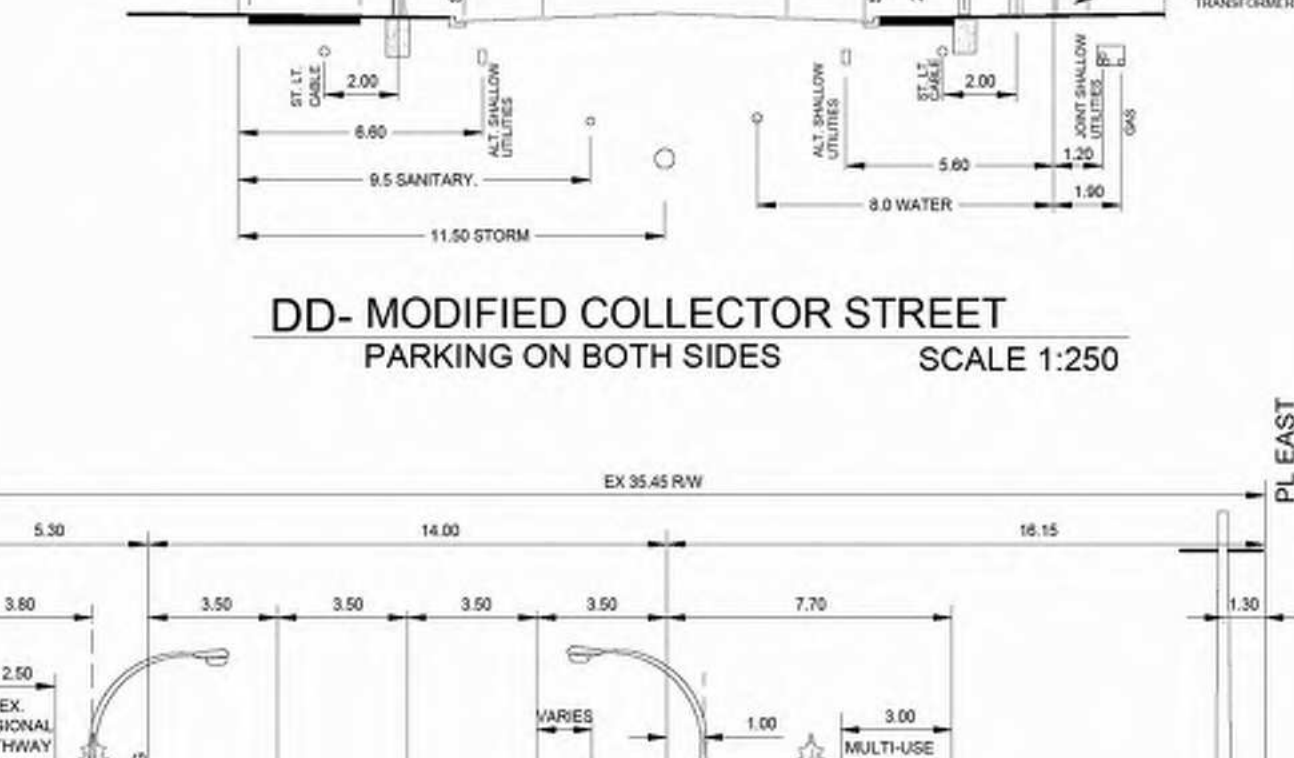 TRANSFORMER
ST. LT.
CABLE
2.00
ALT. SHALLOW
UTILITIES
6.60
9.5 SANITARY.
11.50 STORM
ALT. SHALLOW
UTILITIES
ST. LT.
CABLE
2.00
JOINT SHALLOW
UTILITIES
GAS
5.60
1.20
8.0 WATER
1.90
DD- MODIFIED COLLECTOR STREET
PARKING ON BOTH SIDES
SCALE 1:250
PL EAST
EX 35.45 R/W
5.30
14.00
16.15
3.80
3.50
3.50
3.50
3.50
7.70
1.30
2.50
EX.
SIONAL
THWAY
VARIES
1.00
3.00
MULTI-USE